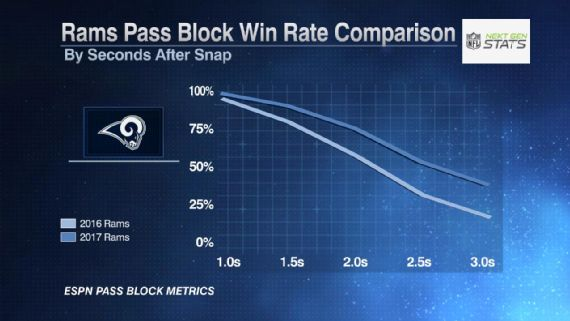 Rams Pass Block Win Rate Comparison
By Seconds After Snap
NFL
NEXT GEN
STATS
100%
75%
50%
25%
0%
2016 Rams
2017 Rams
1.0s 1.5s 2.0s 2.5s 3.0s
ESPN PASS BLOCK METRICS